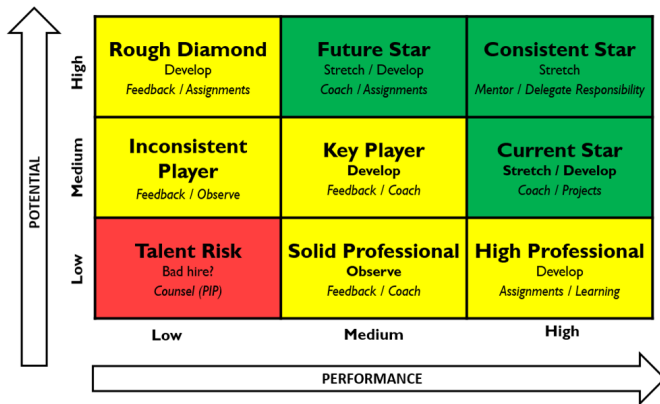 POTENTIAL
High
Rough Diamond
Develop
Feedback / Assignments
Future Star
Stretch / Develop
Coach / Assignments
Consistent Star
Stretch
Mentor / Delegate Responsibility
Medium
Inconsistent
Player
Feedback / Observe
Key Player
Develop
Feedback / Coach
Current Star
Stretch / Develop
Coach / Projects
Low
Talent Risk
Bad hire?
Counsel (PIP)
Solid Professional
Observe
Feedback / Coach
High Professional
Develop
Assignments / Learning
Low
Medium
High
PERFORMANCE